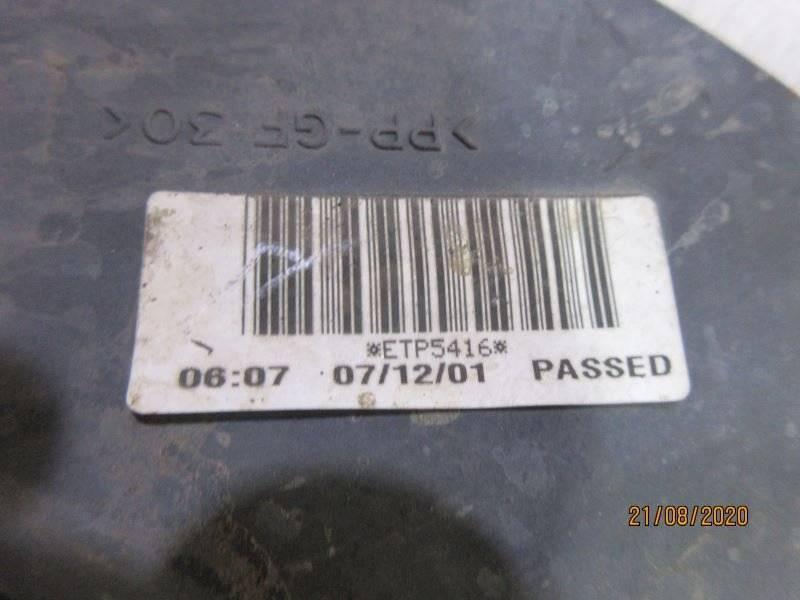 >PP-GF 30<
*ETP5416*
06:07 07/12/01 PASSED
21/08/2020